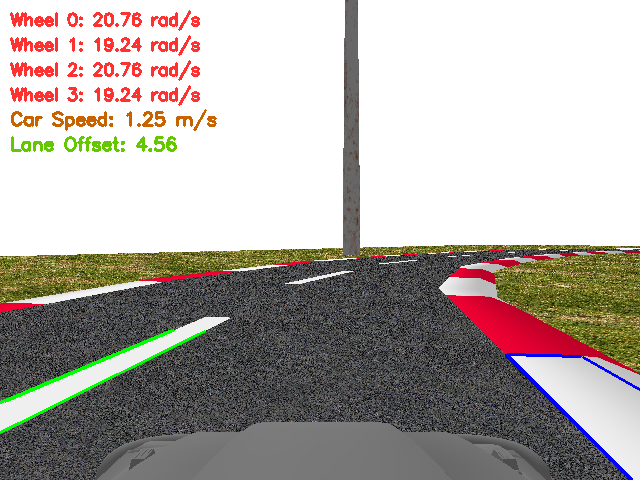 Wheel 0: 20.76 rad/s
Wheel 1: 19.24 rad/s
Wheel 2: 20.76 rad/s
Wheel 3: 19.24 rad/s
Car Speed: 1.25 m/s
Lane Offset: 4.56